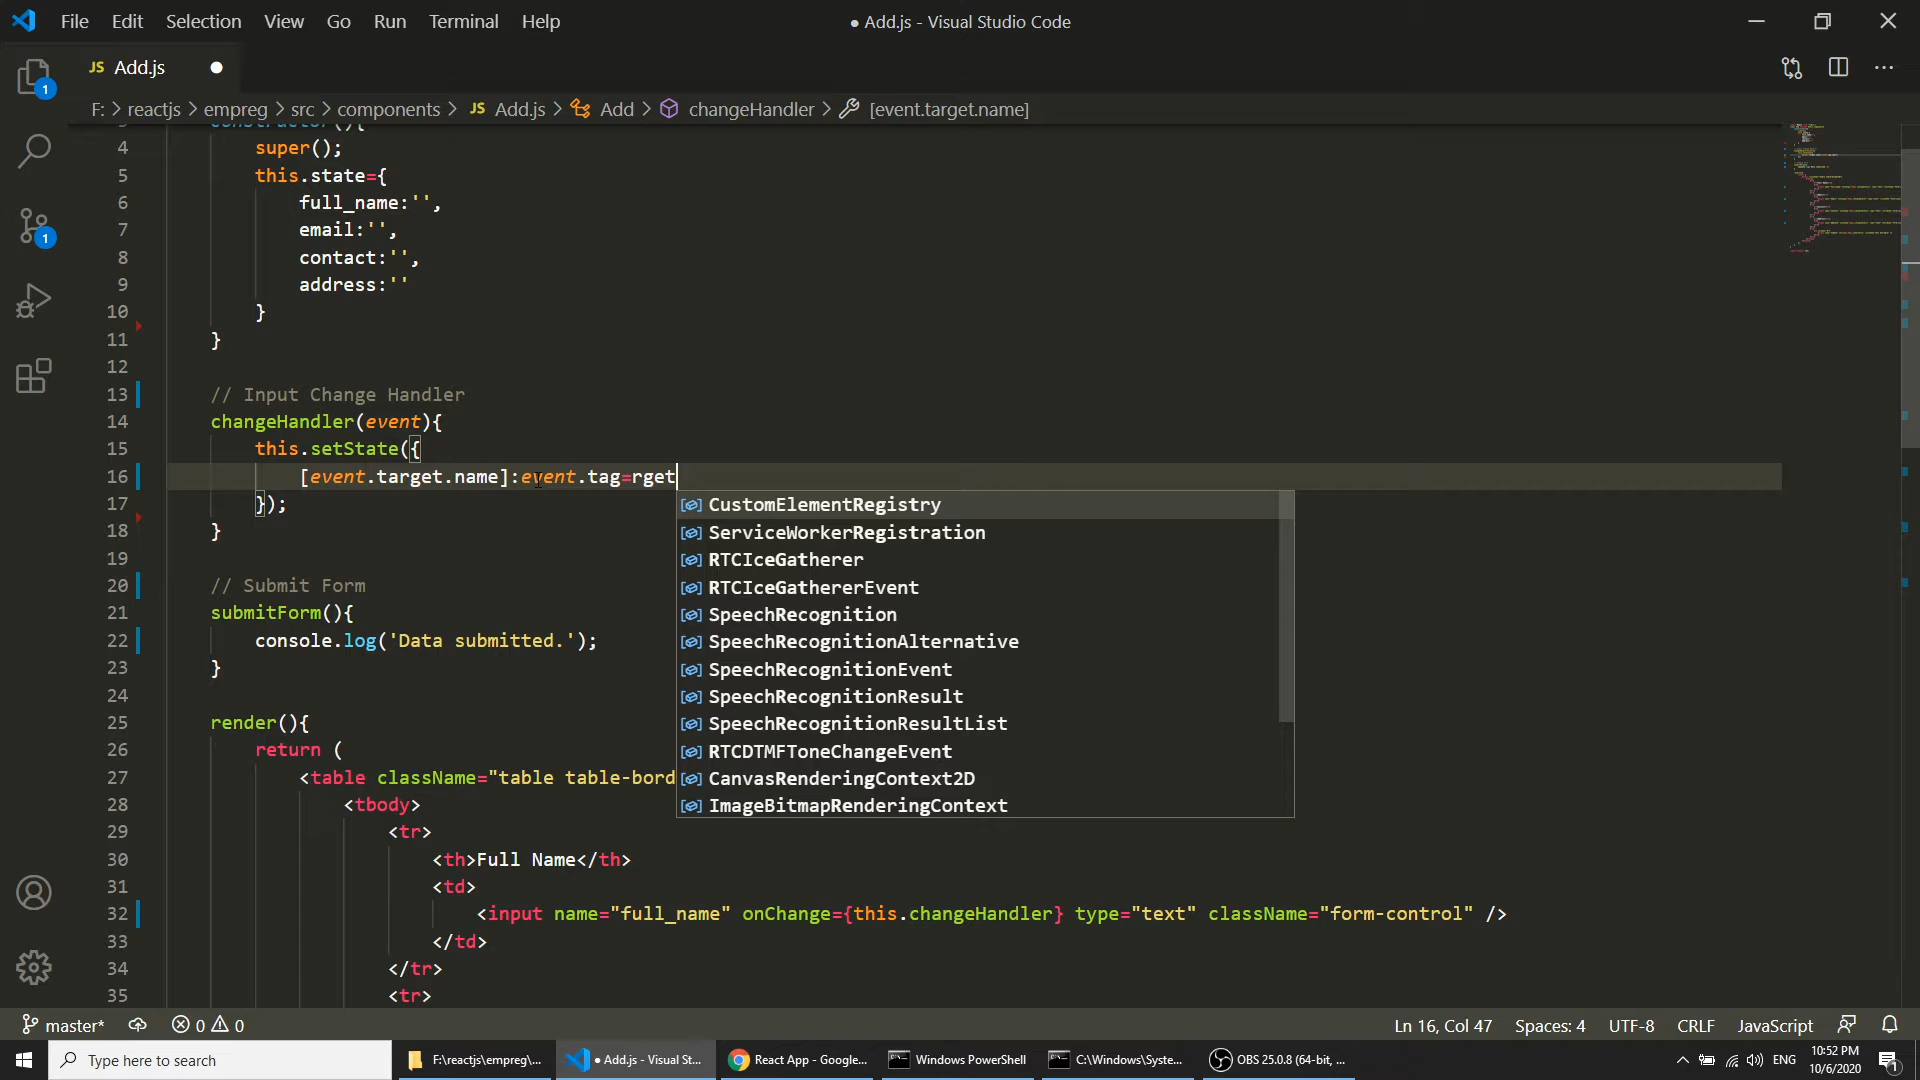 File Edit Selection View Go Run Terminal Help
● Add.js - Visual Studio Code
JS Add.js ●
F: > reactjs > empreg > src > components > JS Add.js > Add > changeHandler > [event.target.name]
1
1
constructor(){
4 super();
5 this.state={
6 full_name:'',
7 email:'',
8 contact:'',
9 address:''
10 }
11 }
12
13 // Input Change Handler
14 changeHandler(event){
15 this.setState({
16 [event.target.name]:event.tag=rget
17 });
18 }
19
20 // Submit Form
21 submitForm(){
22 console.log('Data submitted.');
23 }
24
25 render(){
26 return (
27 <table className="table table-bord
28 <tbody>
29 <tr>
30 <th>Full Name</th>
31 <td>
32 <input name="full_name" onChange={this.changeHandler} type="text" className="form-control" />
33 </td>
34 </tr>
35 <tr>
CustomElementRegistry
ServiceWorkerRegistration
RTCIceGatherer
RTCIceGathererEvent
SpeechRecognition
SpeechRecognitionAlternative
SpeechRecognitionEvent
SpeechRecognitionResult
SpeechRecognitionResultList
RTCDTMFToneChangeEvent
CanvasRenderingContext2D
ImageBitmapRenderingContext
master* 0 0 Ln 16, Col 47 Spaces: 4 UTF-8 CRLF JavaScript
Type here to search F:\reactjs\empreg\... ● Add.js - Visual St... React App - Google... Windows PowerShell C:\Windows\Syste... OBS 25.0.8 (64-bit, ... ENG 10:52 PM
10/6/2020
1